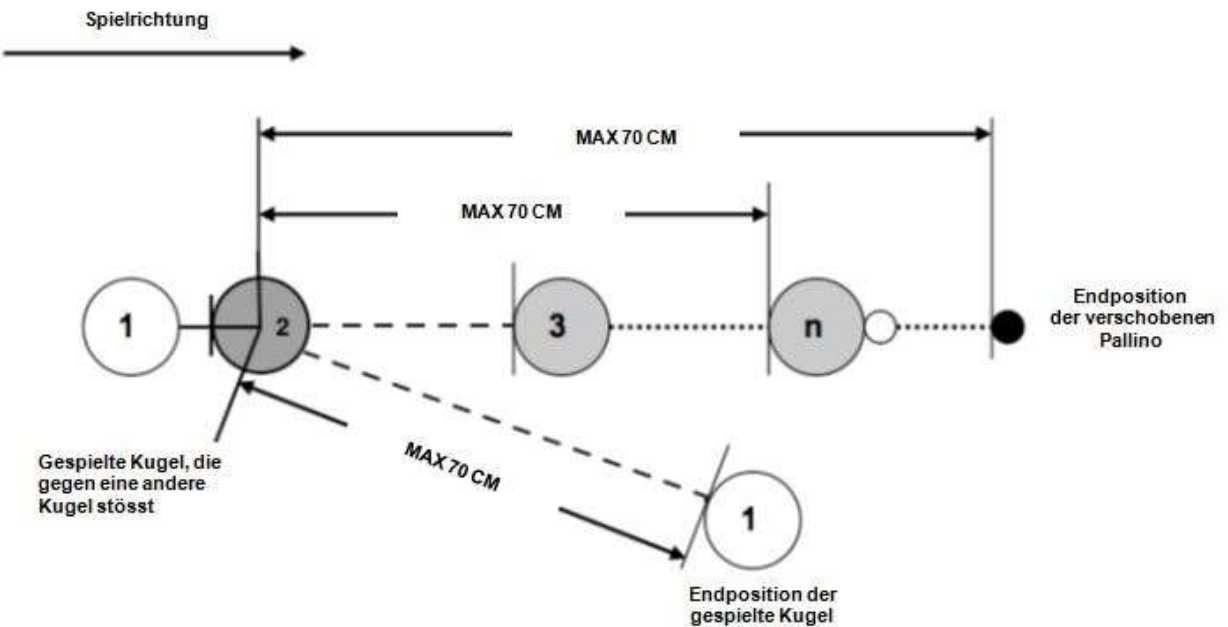 Spielrichtung
MAX 70 CM
MAX 70 CM
1
2
3
n
Endposition
der verschobenen
Pallino
Gespielte Kugel, die
gegen eine andere
Kugel stösst
MAX 70 CM
1
Endposition der
gespielte Kugel